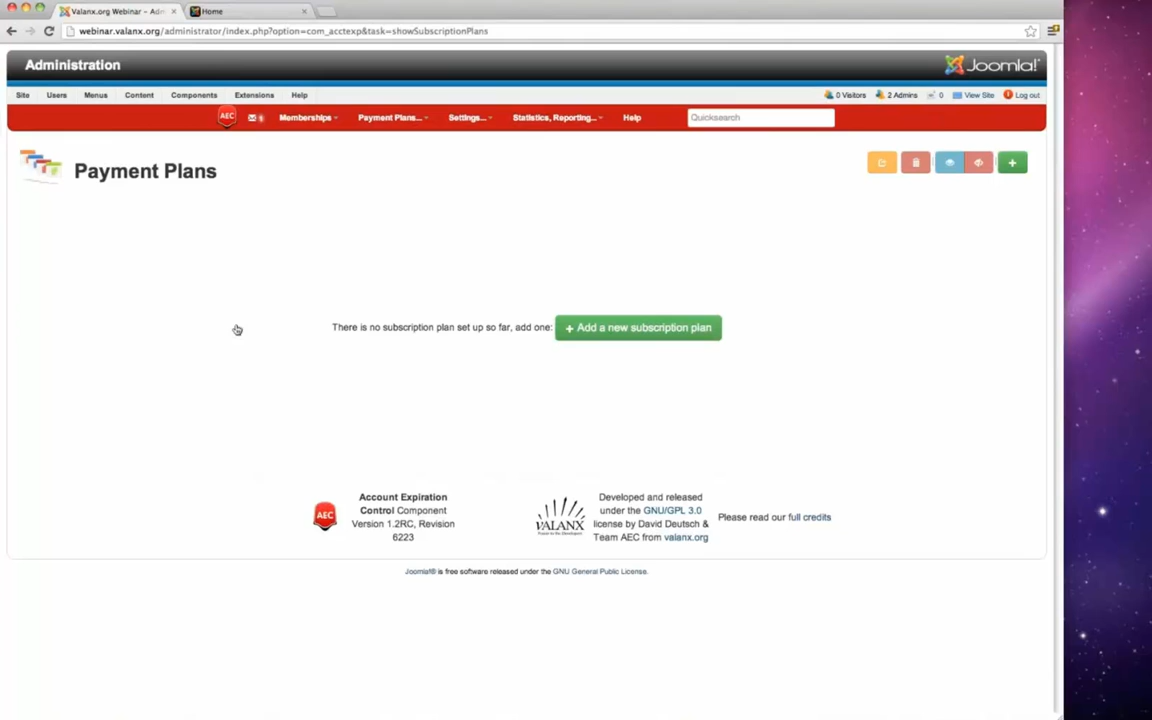 Valanx.org Webinar – Adm
Home
webinar.valanx.org/administrator/index.php?option=com_acctexp&task=showSubscriptionPlans
Administration
Joomla!®
Site Users Menus Content Components Extensions Help
0 Visitors 2 Admins 0 View Site Log out
AEC Memberships Payment Plans... Settings... Statistics, Reporting... Help Quicksearch
Payment Plans
There is no subscription plan set up so far, add one: + Add a new subscription plan
AEC
Account Expiration
Control Component
Version 1.2RC, Revision
6223
VALANX
Developed and released
under the GNU/GPL 3.0
license by David Deutsch &
Team AEC from valanx.org
Please read our full credits
Joomla!® is free software released under the GNU General Public License.